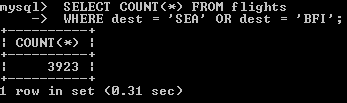 mysql>  SELECT COUNT(*) FROM flights
    ->  WHERE dest = 'SEA' OR dest = 'BFI';
+----------+
¦ COUNT(*) ¦
+----------+
¦     3923 ¦
+----------+
1 row in set (0.31 sec)